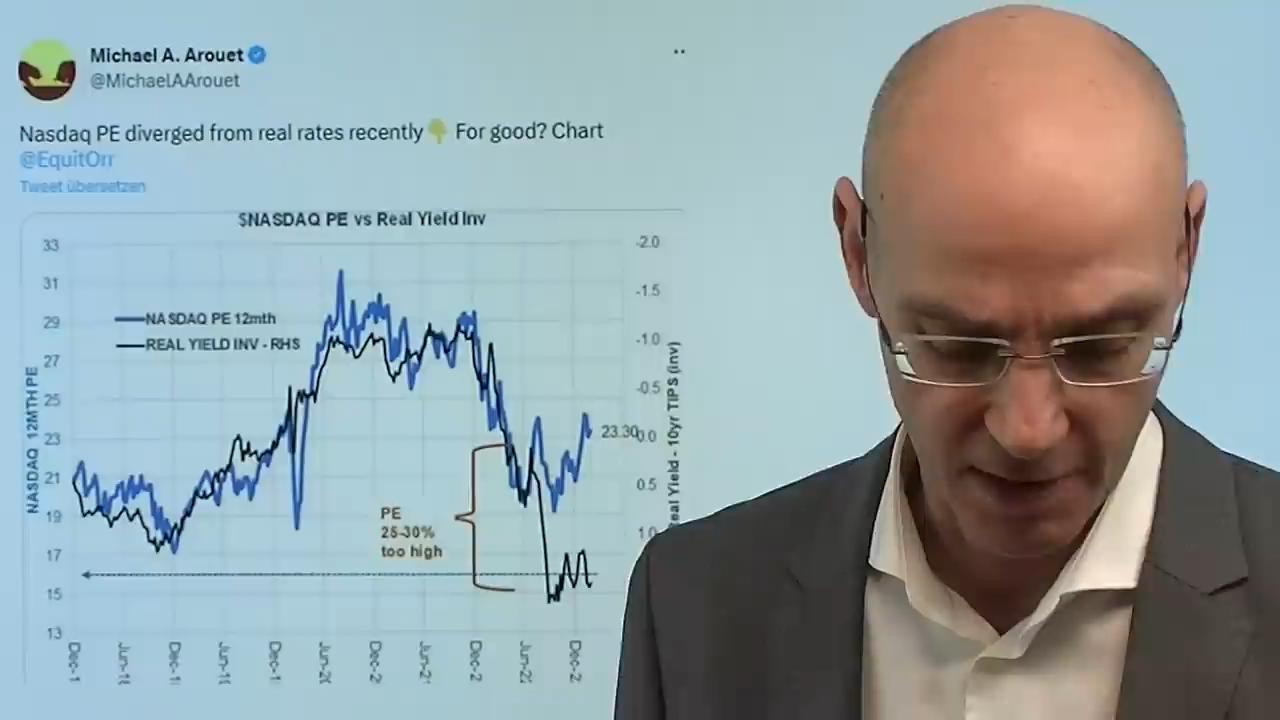 Michael A. Arouet
@MichaelAArouet
Nasdaq PE diverged from real rates recently For good? Chart
@EquitOrr
Tweet übersetzen
$NASDAQ PE vs Real Yield Inv
33
31
29
27
25
23
21
19
17
15
13
-2.0
-1.5
-1.0
-0.5
0.0
0.5
1.0
NASDAQ PE 12mth
REAL YIELD INV - RHS
23.30
PE
25-30%
too high
NASDAQ 12MTH PE
Yield - 10yr TIPS (inv)